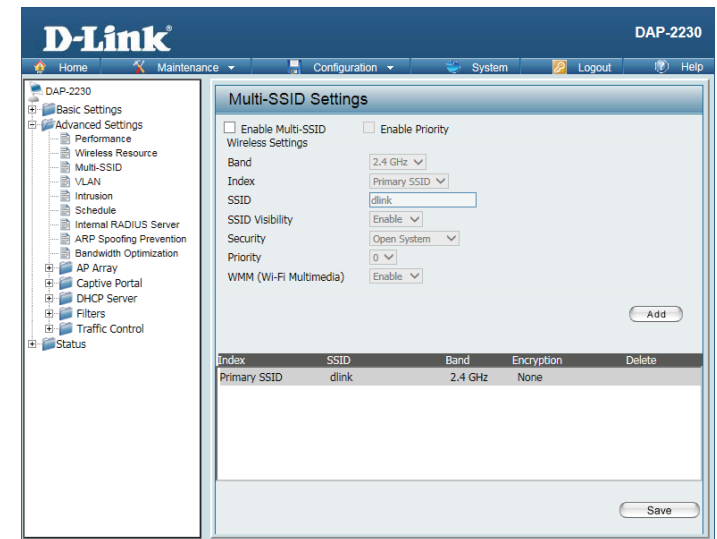 D-Link®
DAP-2230
Home
Maintenance
Configuration
System
Logout
Help
DAP-2230
Basic Settings
Advanced Settings
Performance
Wireless Resource
Multi-SSID
VLAN
Intrusion
Schedule
Internal RADIUS Server
ARP Spoofing Prevention
Bandwidth Optimization
AP Array
Captive Portal
DHCP Server
Filters
Traffic Control
Status
Multi-SSID Settings
Enable Multi-SSID Enable Priority
Wireless Settings
Band 2.4 GHz
Index Primary SSID
SSID dlink
SSID Visibility Enable
Security Open System
Priority 0
WMM (Wi-Fi Multimedia) Enable
Add
Index SSID Band Encryption Delete
Primary SSID dlink 2.4 GHz None
Save